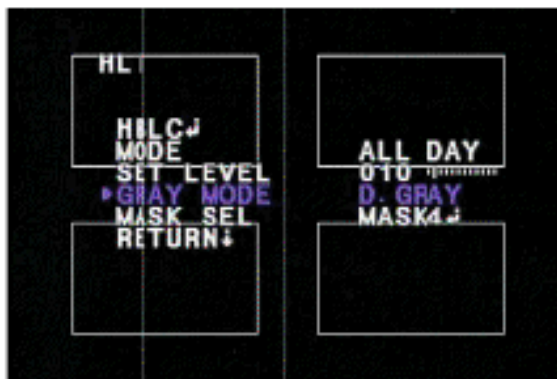 HL
HBLC↲
MODE ALL DAY
SET LEVEL 010
▶GRAY MODE D. GRAY
MASK SEL MASK4↲
RETURN↓